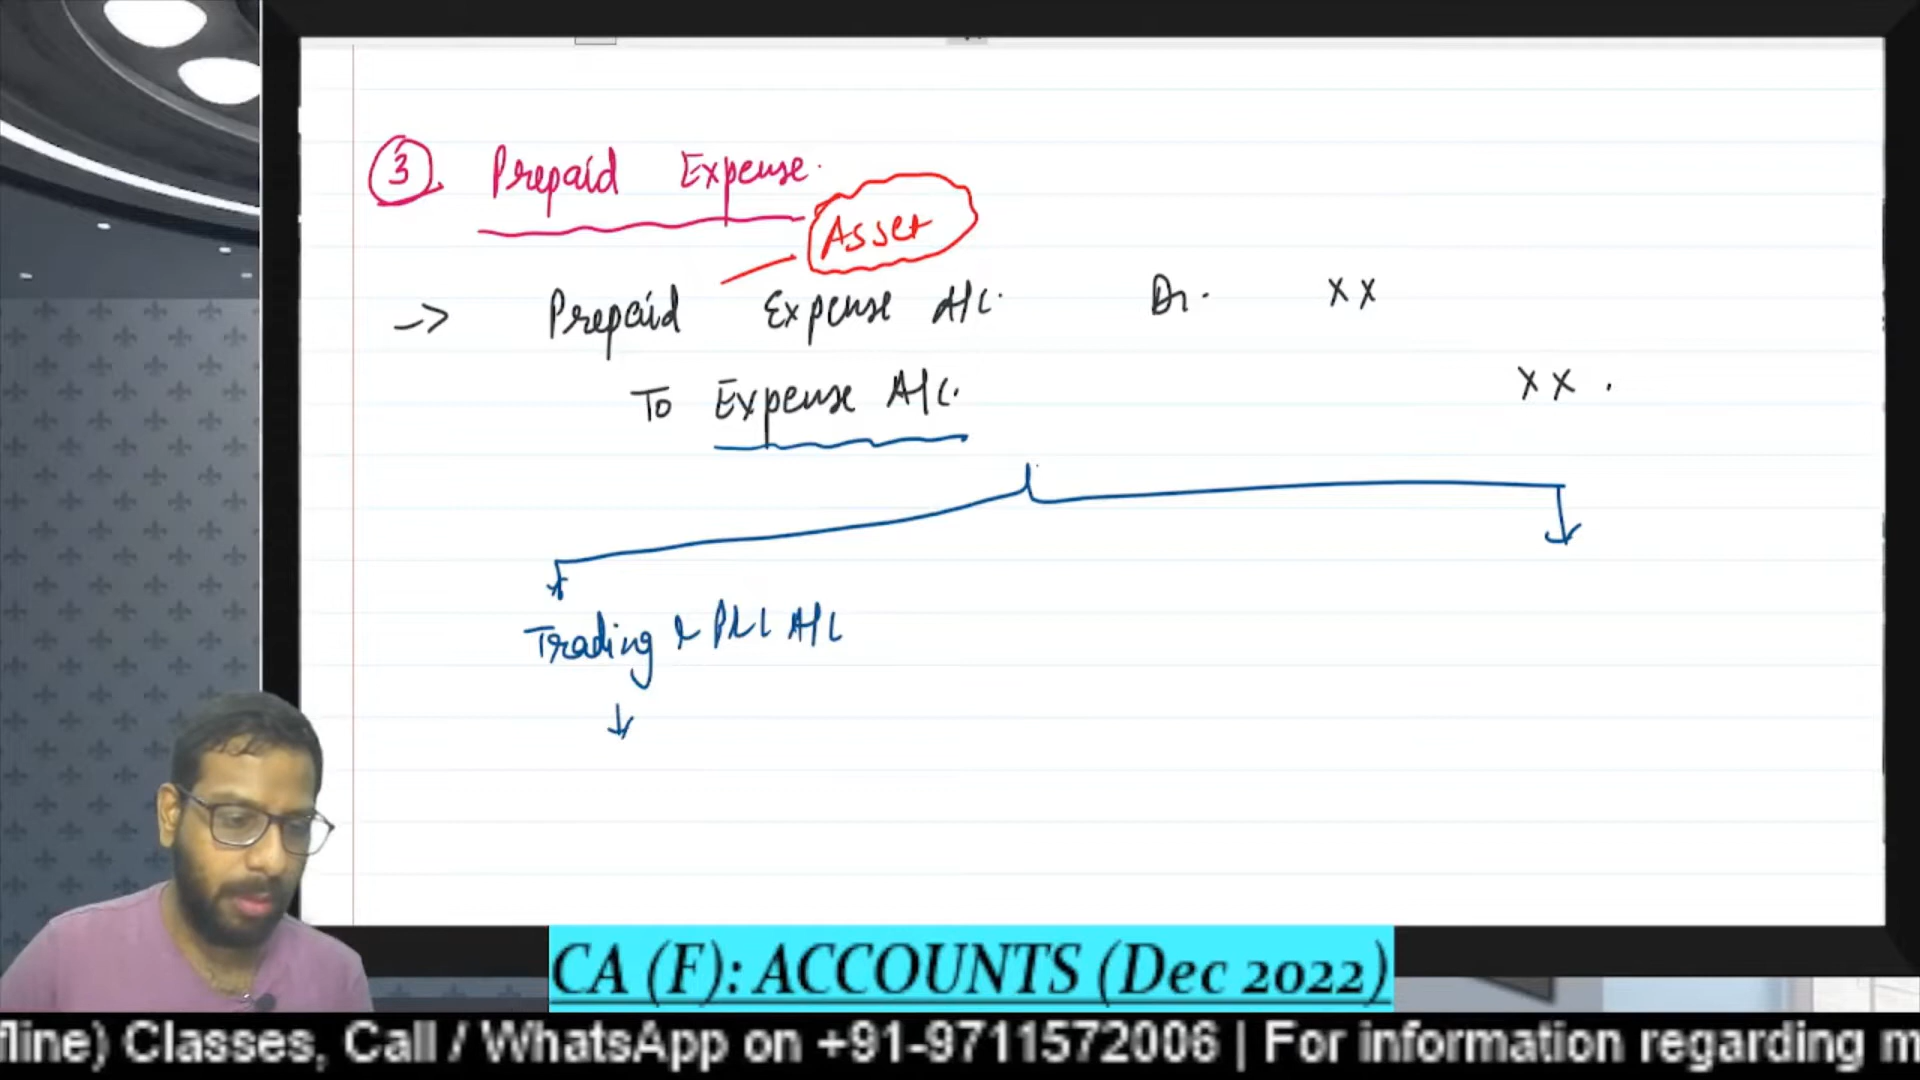 3. Prepaid Expense.
Asset
-> Prepaid Expense A/c. Dr. XX
To Expense A/c. XX.
Trading & P&L A/c
CA (F): ACCOUNTS (Dec 2022)
fline) Classes, Call / WhatsApp on +91-9711572006 | For information regarding m